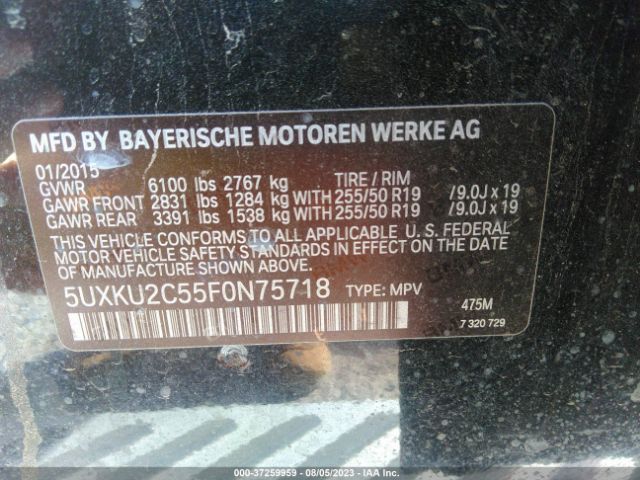 MFD BY BAYERISCHE MOTOREN WERKE AG
01/2015
GVWR 6100 lbs 2767 kg TIRE / RIM
GAWR FRONT 2831 lbs 1284 kg WITH 255/50 R19 /9.0J x 19
GAWR REAR 3391 lbs 1538 kg WITH 255/50 R19 /9.0J x 19
THIS VEHICLE CONFORMS TO ALL APPLICABLE U. S. FEDERAL
MOTOR VEHICLE SAFETY STANDARDS IN EFFECT ON THE DATE
OF MANUFACTURE SHOWN ABOVE.
5UXKU2C55F0N75718 TYPE: MPV
475M
7 320 729
000-37259959 - 08/05/2023 - IAA Inc.